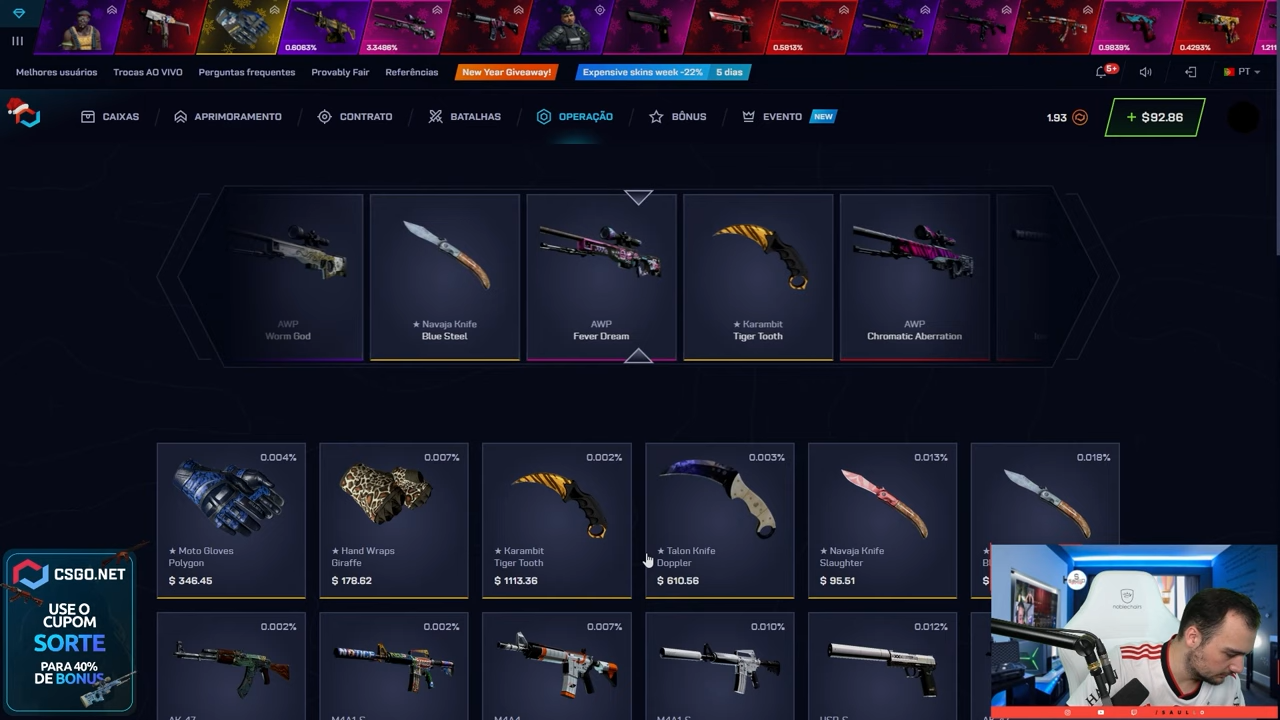 0.6063%
3.3486%
0.5813%
0.9839%
0.4293%
1.211
Melhores usuários
Trocas AO VIVO
Perguntas frequentes
Provably Fair
Referências
New Year Giveaway!
Expensive skins week -22%
5 dias
5+
PT
CAIXAS
APRIMORAMENTO
CONTRATO
BATALHAS
OPERAÇÃO
BÔNUS
EVENTO
NEW
1.93
+ $92.86
AWP
Worm God
★ Navaja Knife
Blue Steel
AWP
Fever Dream
★ Karambit
Tiger Tooth
AWP
Chromatic Aberration
0.004%
★ Moto Gloves
Polygon
$ 346.45
0.007%
★ Hand Wraps
Giraffe
$ 178.62
0.002%
★ Karambit
Tiger Tooth
$ 1113.36
0.003%
★ Talon Knife
Doppler
$ 610.56
0.013%
★ Navaja Knife
Slaughter
$ 95.51
0.018%
0.002%
0.002%
0.007%
0.010%
0.012%
CSGO.NET
USE O
CUPOM
SORTE
PARA 40%
DE BONUS
noblechairs